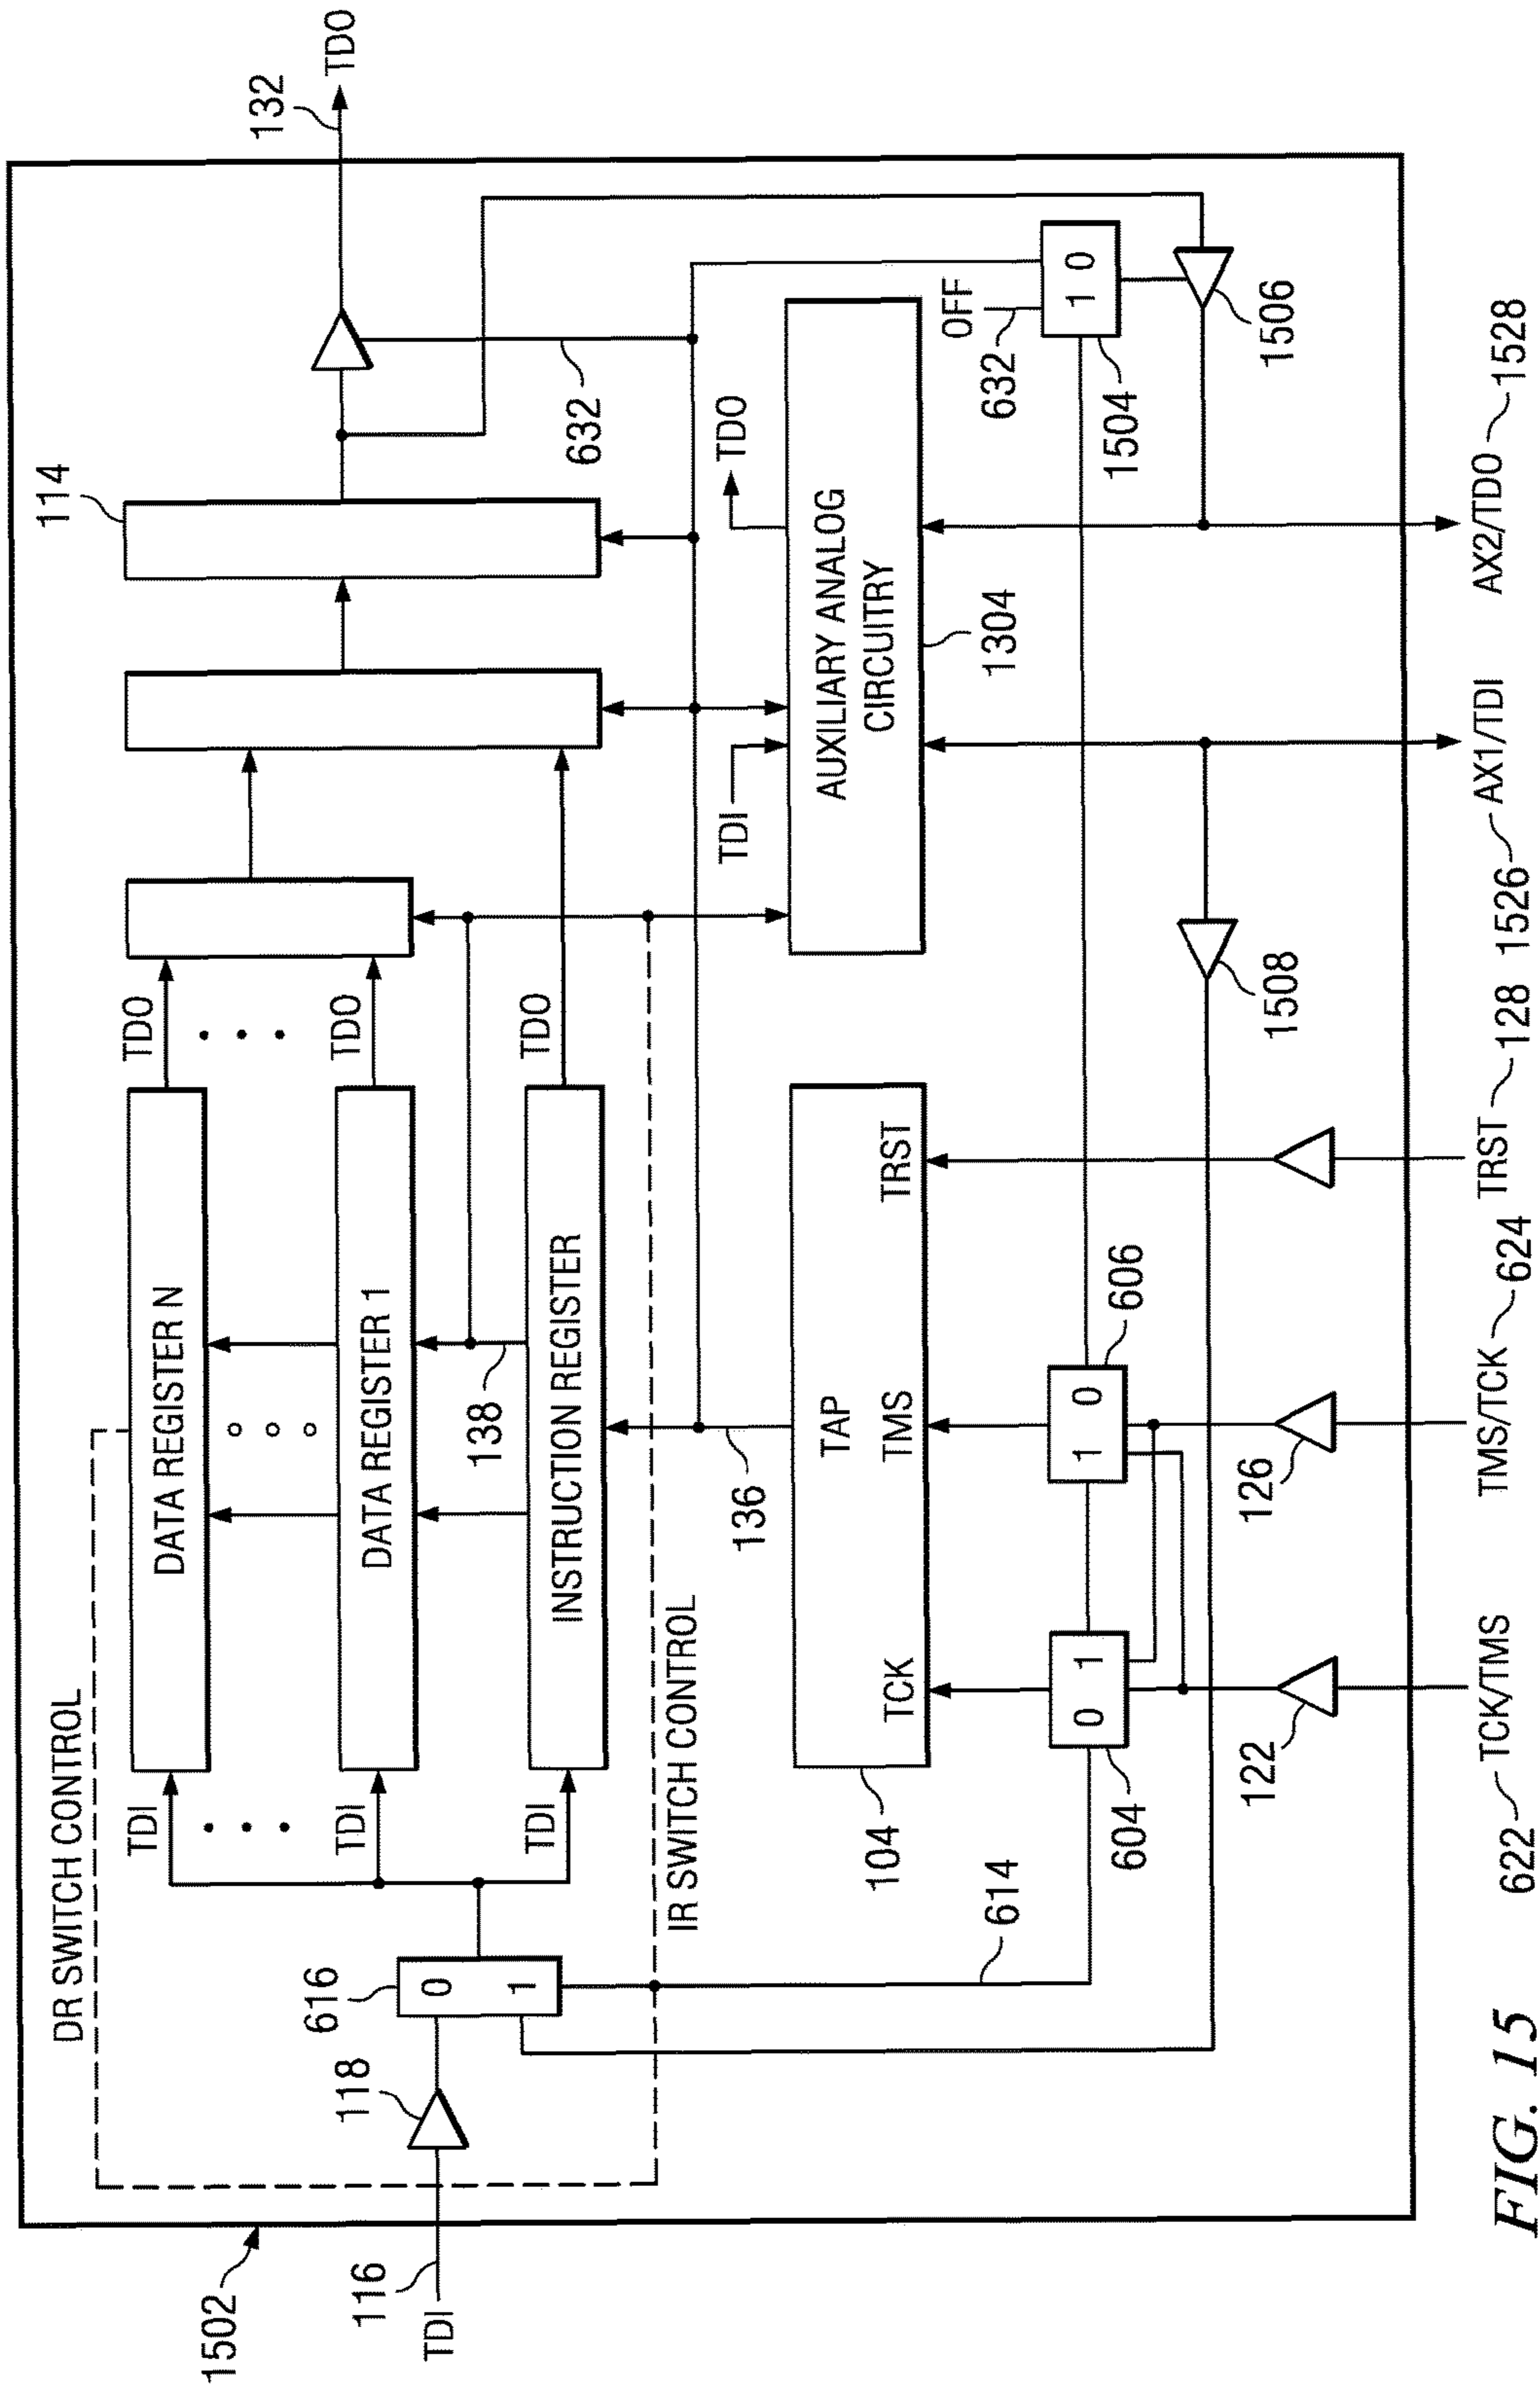 1502
DR SWITCH CONTROL
TDI
116
118
616
0
1
TDI
TDI
TDI
DATA REGISTER N
DATA REGISTER 1
INSTRUCTION REGISTER
138
TDO
TDO
TDO
114
132
TDO
632
IR SWITCH CONTROL
614
136
104
TAP
TCK
TMS
TRST
TDI
AUXILIARY ANALOG
CIRCUITRY
1304
TDO
OFF
632
1 0
1504
1506
1508
604
0 1
606
1 0
122
126
622 TCK/TMS
TMS/TCK 624
TRST 128
1526 AX1/TDI
AX2/TDO 1528
FIG. 15